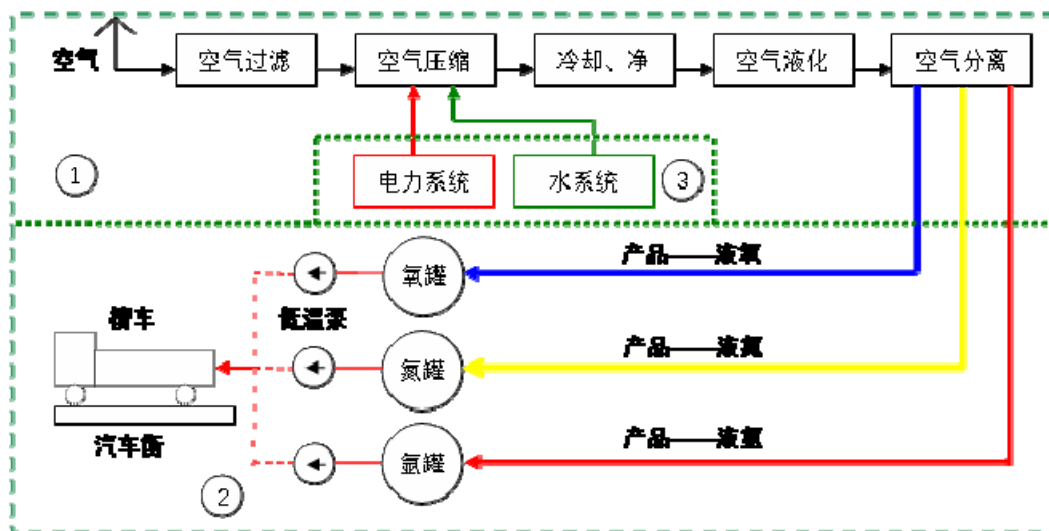 空气
空气过滤
空气压缩
冷却、净
空气液化
空气分离
①
电力系统
水系统
③
产品——液氧
氧罐
槽车
低温泵
产品——液氮
氮罐
汽车衡
产品——液氩
氩罐
②